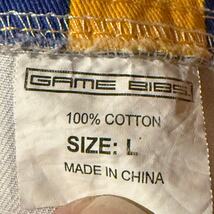 GAME BIBS
100% COTTON
SIZE: L
MADE IN CHINA